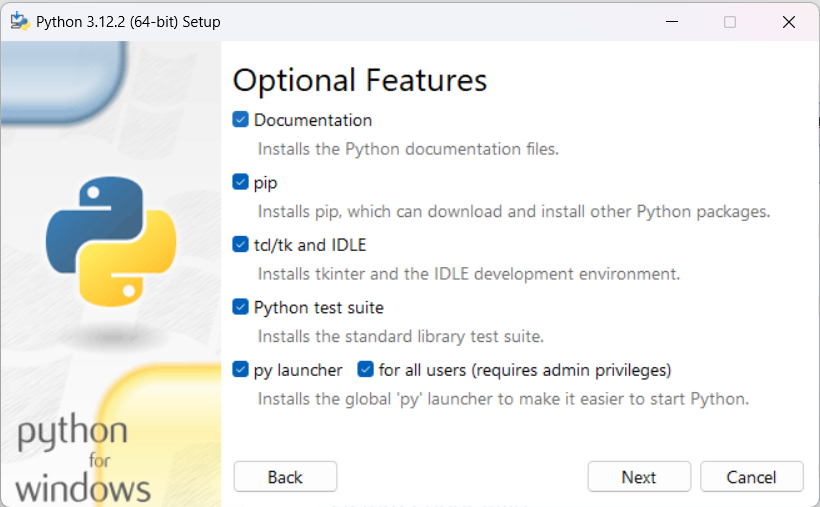 Python 3.12.2 (64-bit) Setup
Optional Features
Documentation
Installs the Python documentation files.
pip
Installs pip, which can download and install other Python packages.
tcl/tk and IDLE
Installs tkinter and the IDLE development environment.
Python test suite
Installs the standard library test suite.
py launcher for all users (requires admin privileges)
Installs the global 'py' launcher to make it easier to start Python.
python
for
windows
Back Next Cancel